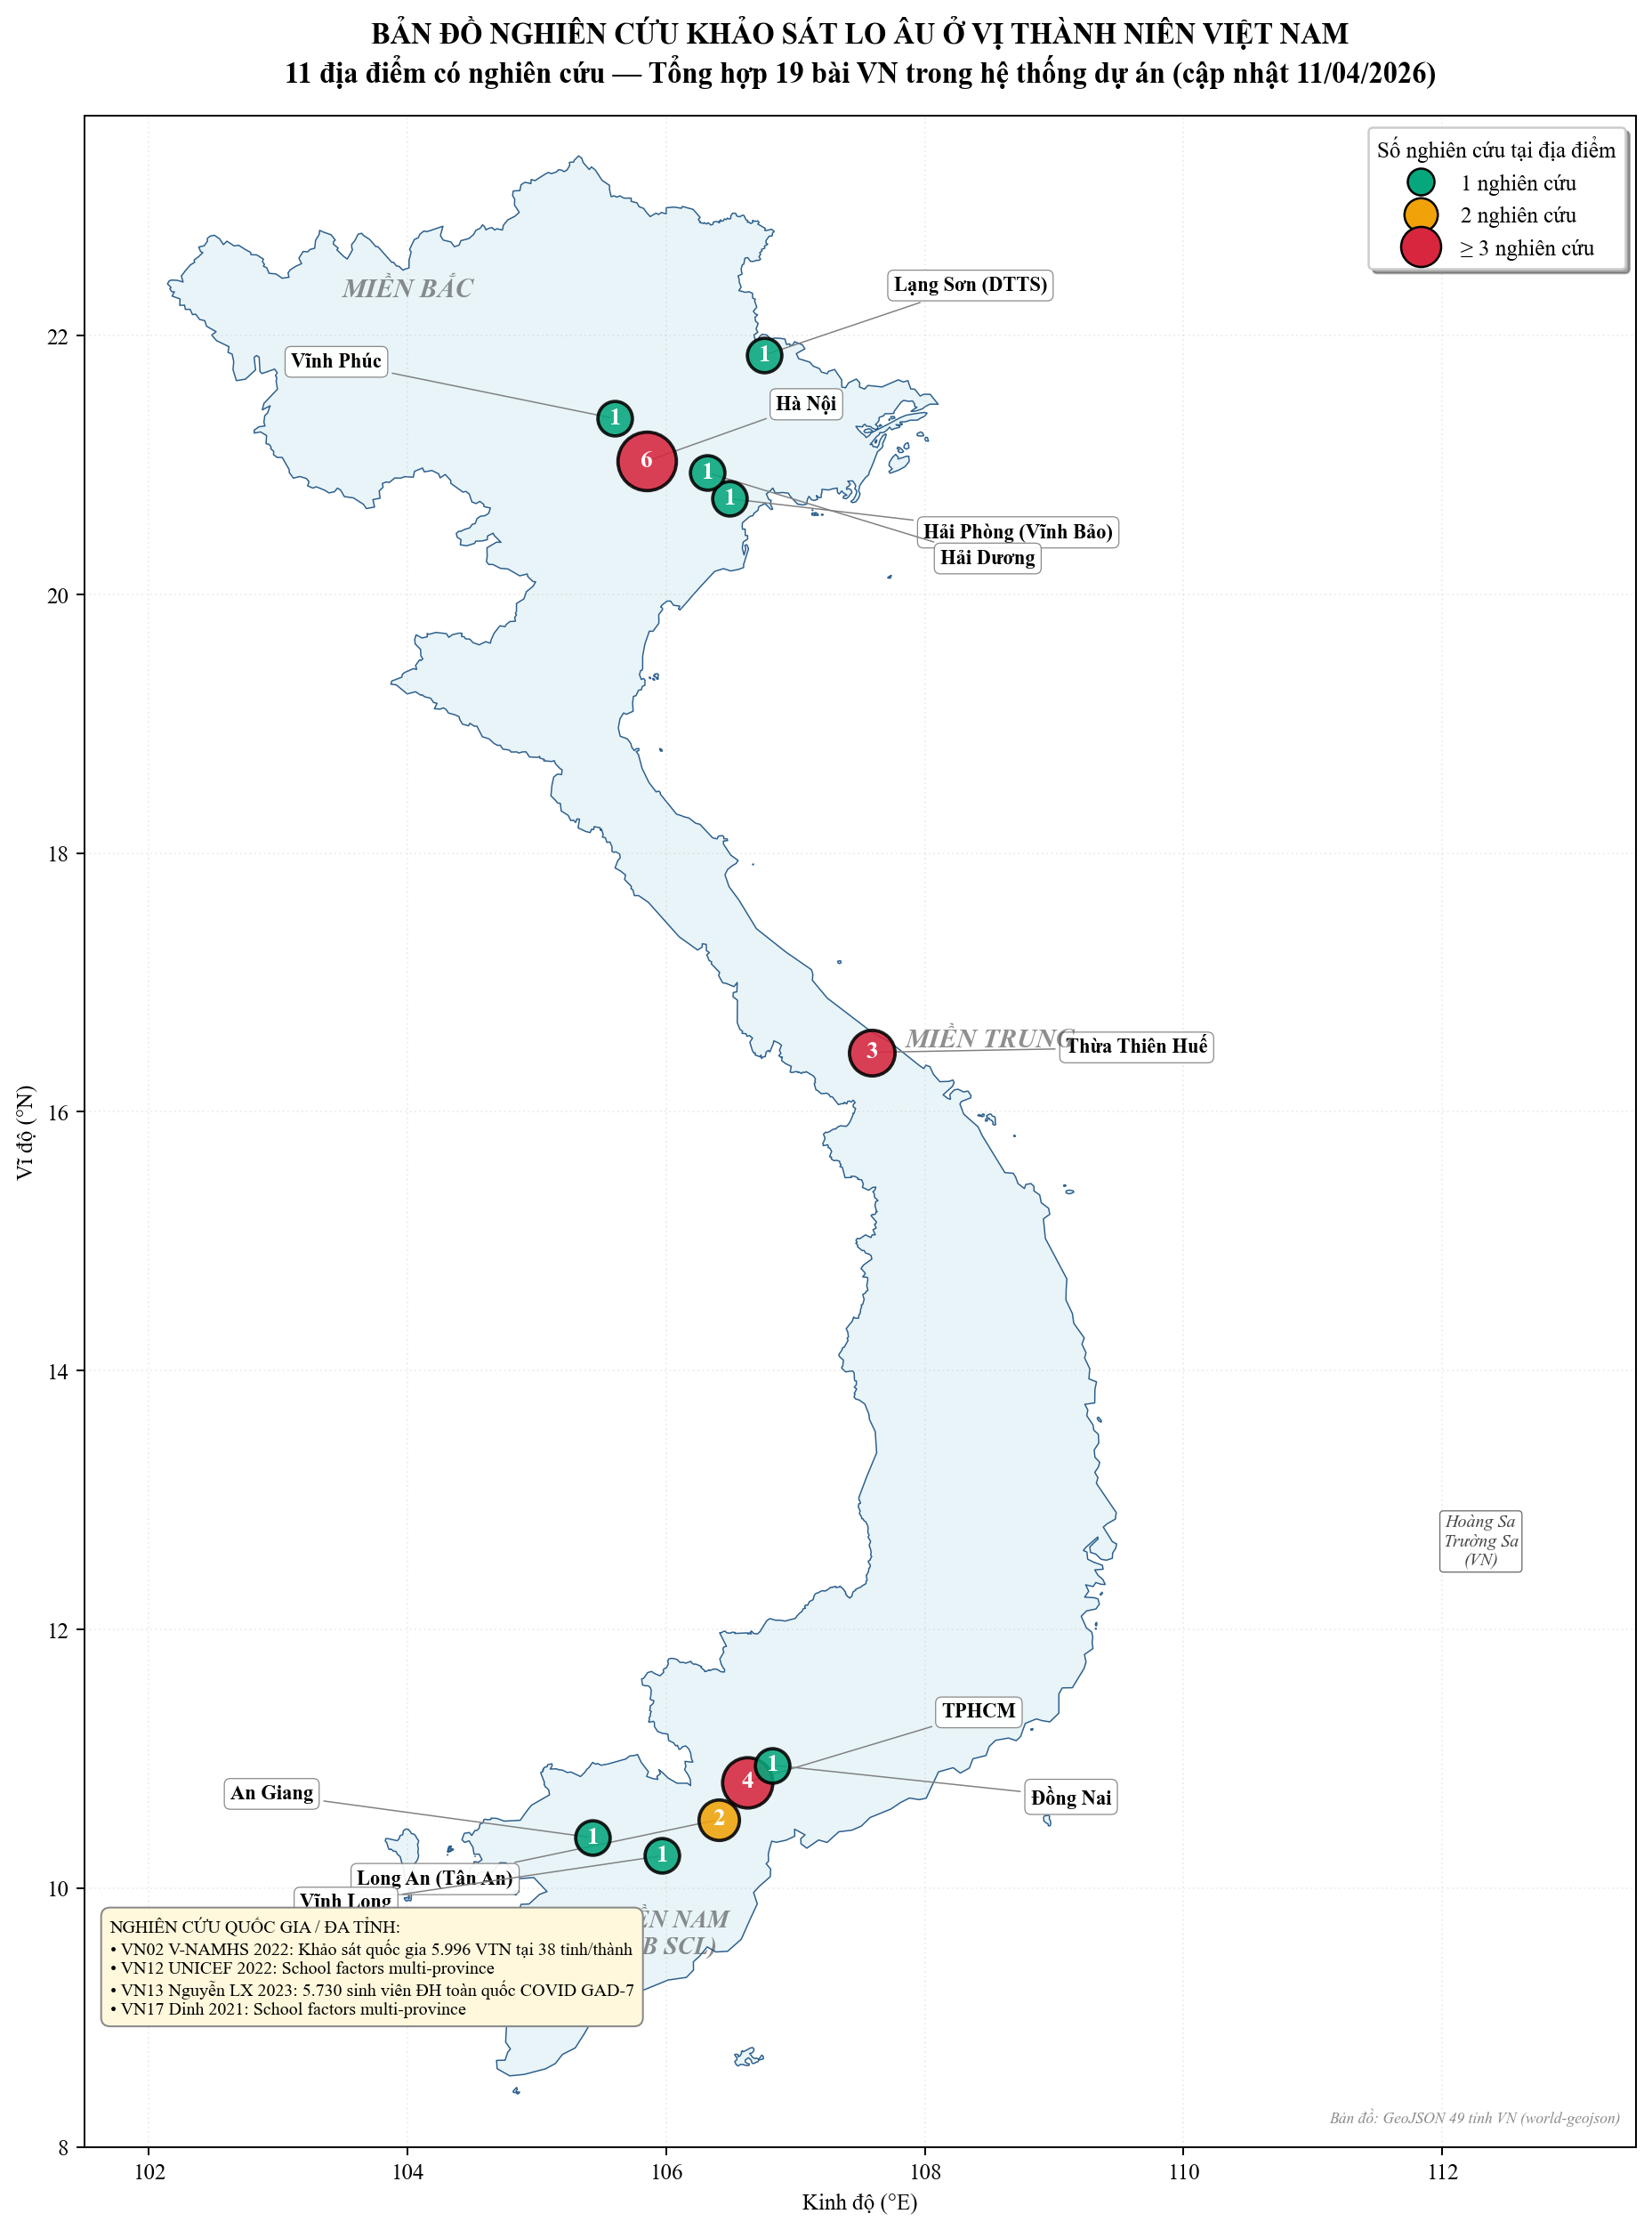 BẢN ĐỒ NGHIÊN CỨU KHẢO SÁT LO ÂU Ở VỊ THÀNH NIÊN VIỆT NAM
11 địa điểm có nghiên cứu — Tổng hợp 19 bài VN trong hệ thống dự án (cập nhật 11/04/2026)
Số nghiên cứu tại địa điểm
1 nghiên cứu
2 nghiên cứu
≥ 3 nghiên cứu
MIỀN BẮC
Lạng Sơn (DTTS)
22
1
Vĩnh Phúc
Hà Nội
1
6
1
1
Hải Phòng (Vĩnh Bảo)
Hải Dương
20
18
MIỀN TRUNG
Thừa Thiên Huế
3
16
Vĩ độ (°N)
14
Hoàng Sa
Trường Sa
(VN)
12
TPHCM
1
4
An Giang
Đồng Nai
2
1
1
Long An (Tân An)
10
Vĩnh Long
ỀN NAM
B SCL)
NGHIÊN CỨU QUỐC GIA / ĐA TỈNH:
• VN02 V-NAMHS 2022: Khảo sát quốc gia 5.996 VTN tại 38 tỉnh/thành
• VN12 UNICEF 2022: School factors multi-province
• VN13 Nguyễn LX 2023: 5.730 sinh viên ĐH toàn quốc COVID GAD-7
• VN17 Dinh 2021: School factors multi-province
Bản đồ: GeoJSON 49 tỉnh VN (world-geojson)
8
102
104
106
108
110
112
Kinh độ (°E)